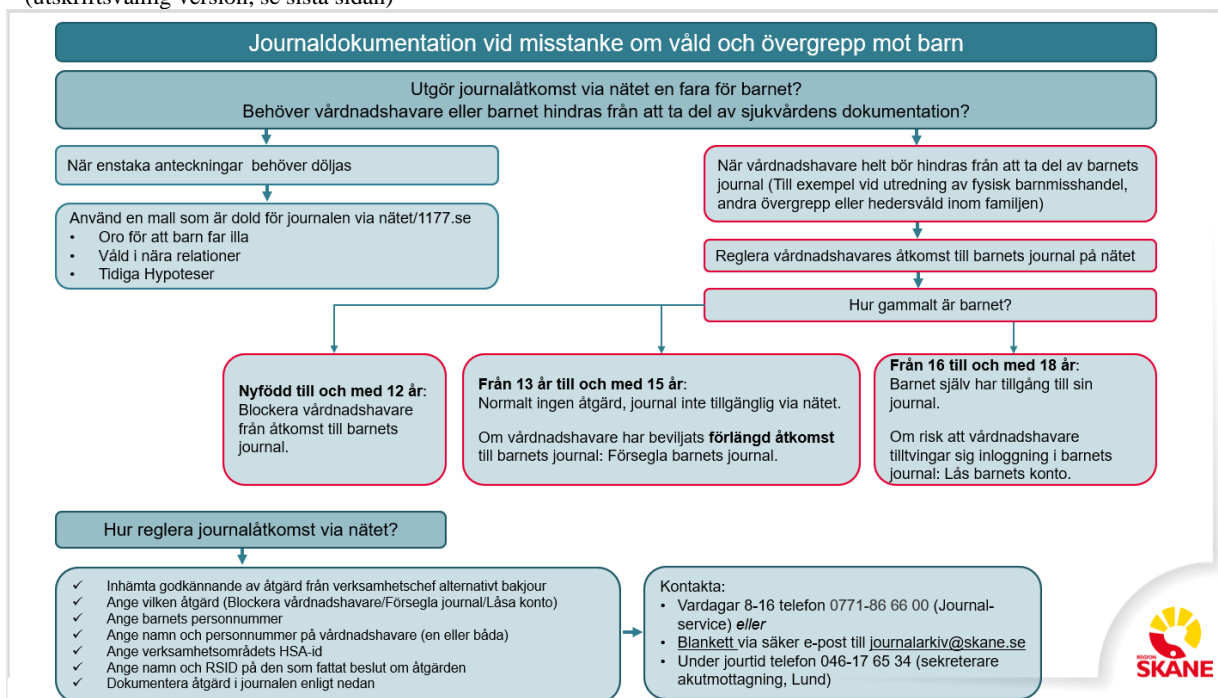 (utskriftsvänlig version, se sista sidan)
Journaldokumentation vid misstanke om våld och övergrepp mot barn
Utgör journalåtkomst via nätet en fara för barnet?
Behöver vårdnadshavare eller barnet hindras från att ta del av sjukvårdens dokumentation?
När enstaka anteckningar behöver döljas
Använd en mall som är dold för journalen via nätet/1177.se
• Oro för att barn far illa
• Våld i nära relationer
• Tidiga Hypoteser
När vårdnadshavare helt bör hindras från att ta del av barnets
journal (Till exempel vid utredning av fysisk barnmisshandel,
andra övergrepp eller hedersvåld inom familjen)
Reglera vårdnadshavares åtkomst till barnets journal på nätet
Hur gammalt är barnet?
Nyfödd till och med 12 år:
Blockera vårdnadshavare
från åtkomst till barnets
journal.
Från 13 år till och med 15 år:
Normalt ingen åtgärd, journal inte tillgänglig via nätet.
Om vårdnadshavare har beviljats förlängd åtkomst
till barnets journal: Försegla barnets journal.
Från 16 till och med 18 år:
Barnet själv har tillgång till sin
journal.
Om risk att vårdnadshavare
tilltvingar sig inloggning i barnets
journal: Lås barnets konto.
Hur reglera journalåtkomst via nätet?
✓ Inhämta godkännande av åtgärd från verksamhetschef alternativt bakjour
✓ Ange vilken åtgärd (Blockera vårdnadshavare/Försegla journal/Låsa konto)
✓ Ange barnets personnummer
✓ Ange namn och personnummer på vårdnadshavare (en eller båda)
✓ Ange verksamhetsområdets HSA-id
✓ Ange namn och RSID på den som fattat beslut om åtgärden
✓ Dokumentera åtgärd i journalen enligt nedan
Kontakta:
• Vardagar 8-16 telefon 0771-86 66 00 (Journal-
service) eller
• Blankett via säker e-post till journalarkiv@skane.se
• Under jourtid telefon 046-17 65 34 (sekreterare
akutmottagning, Lund)
REGION
SKÅNE